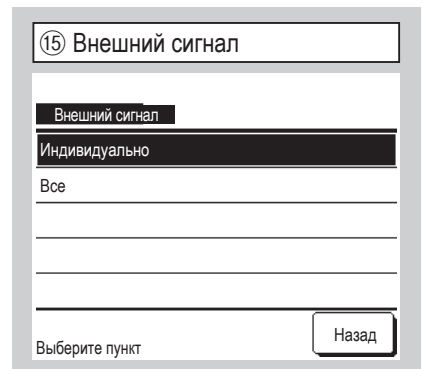 ⑮ Внешний сигнал
Внешний сигнал
Индивидуально
Все
Выберите пункт
Назад